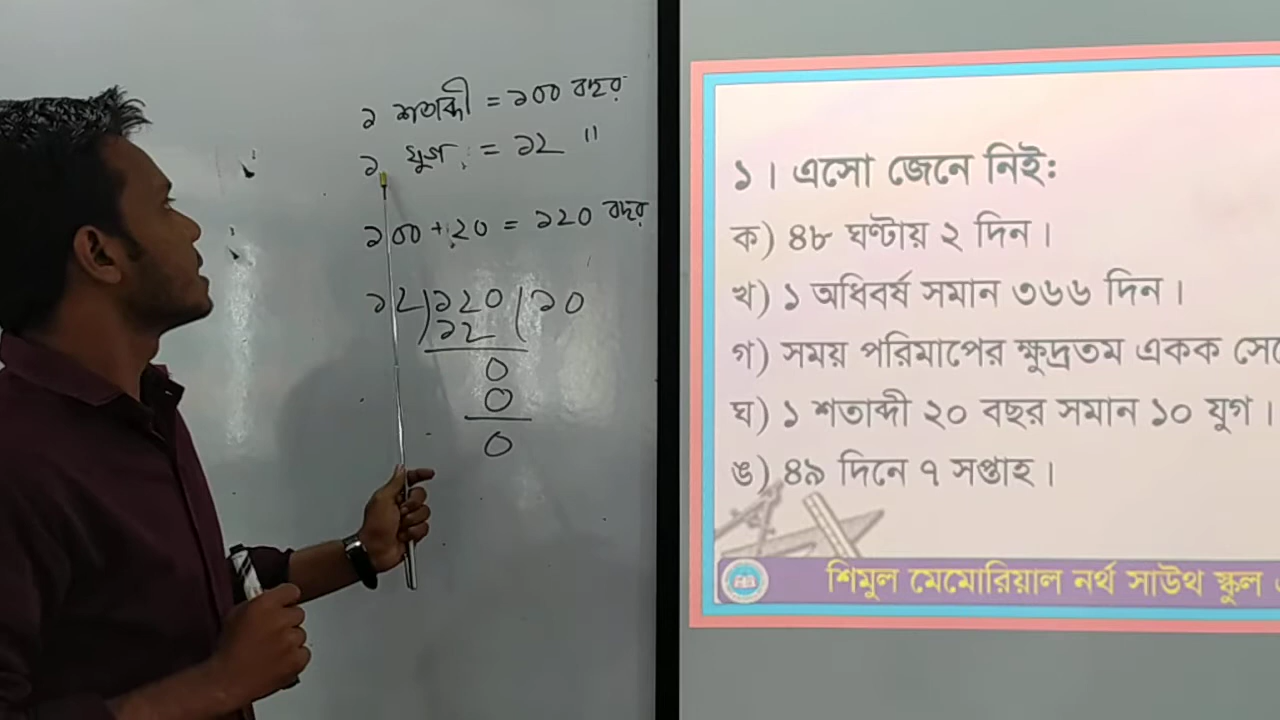 ১ শতাব্দী = ১০০ বছর
১ যুগ = ১২ "
১০০ + ২০ = ১২০ বছর
১২) ১২০ ( ১০
১২
০
০
০
১। এসো জেনে নিই:
ক) ৪৮ ঘণ্টায় ২ দিন।
খ) ১ অধিবর্ষ সমান ৩৬৬ দিন।
গ) সময় পরিমাপের ক্ষুদ্রতম একক
ঘ) ১ শতাব্দী ২০ বছর সমান ১০ যুগ।
ঙ) ৪৯ দিনে ৭ সপ্তাহ।
শিমুল মেমোরিয়াল নর্থ সাউথ স্কুল